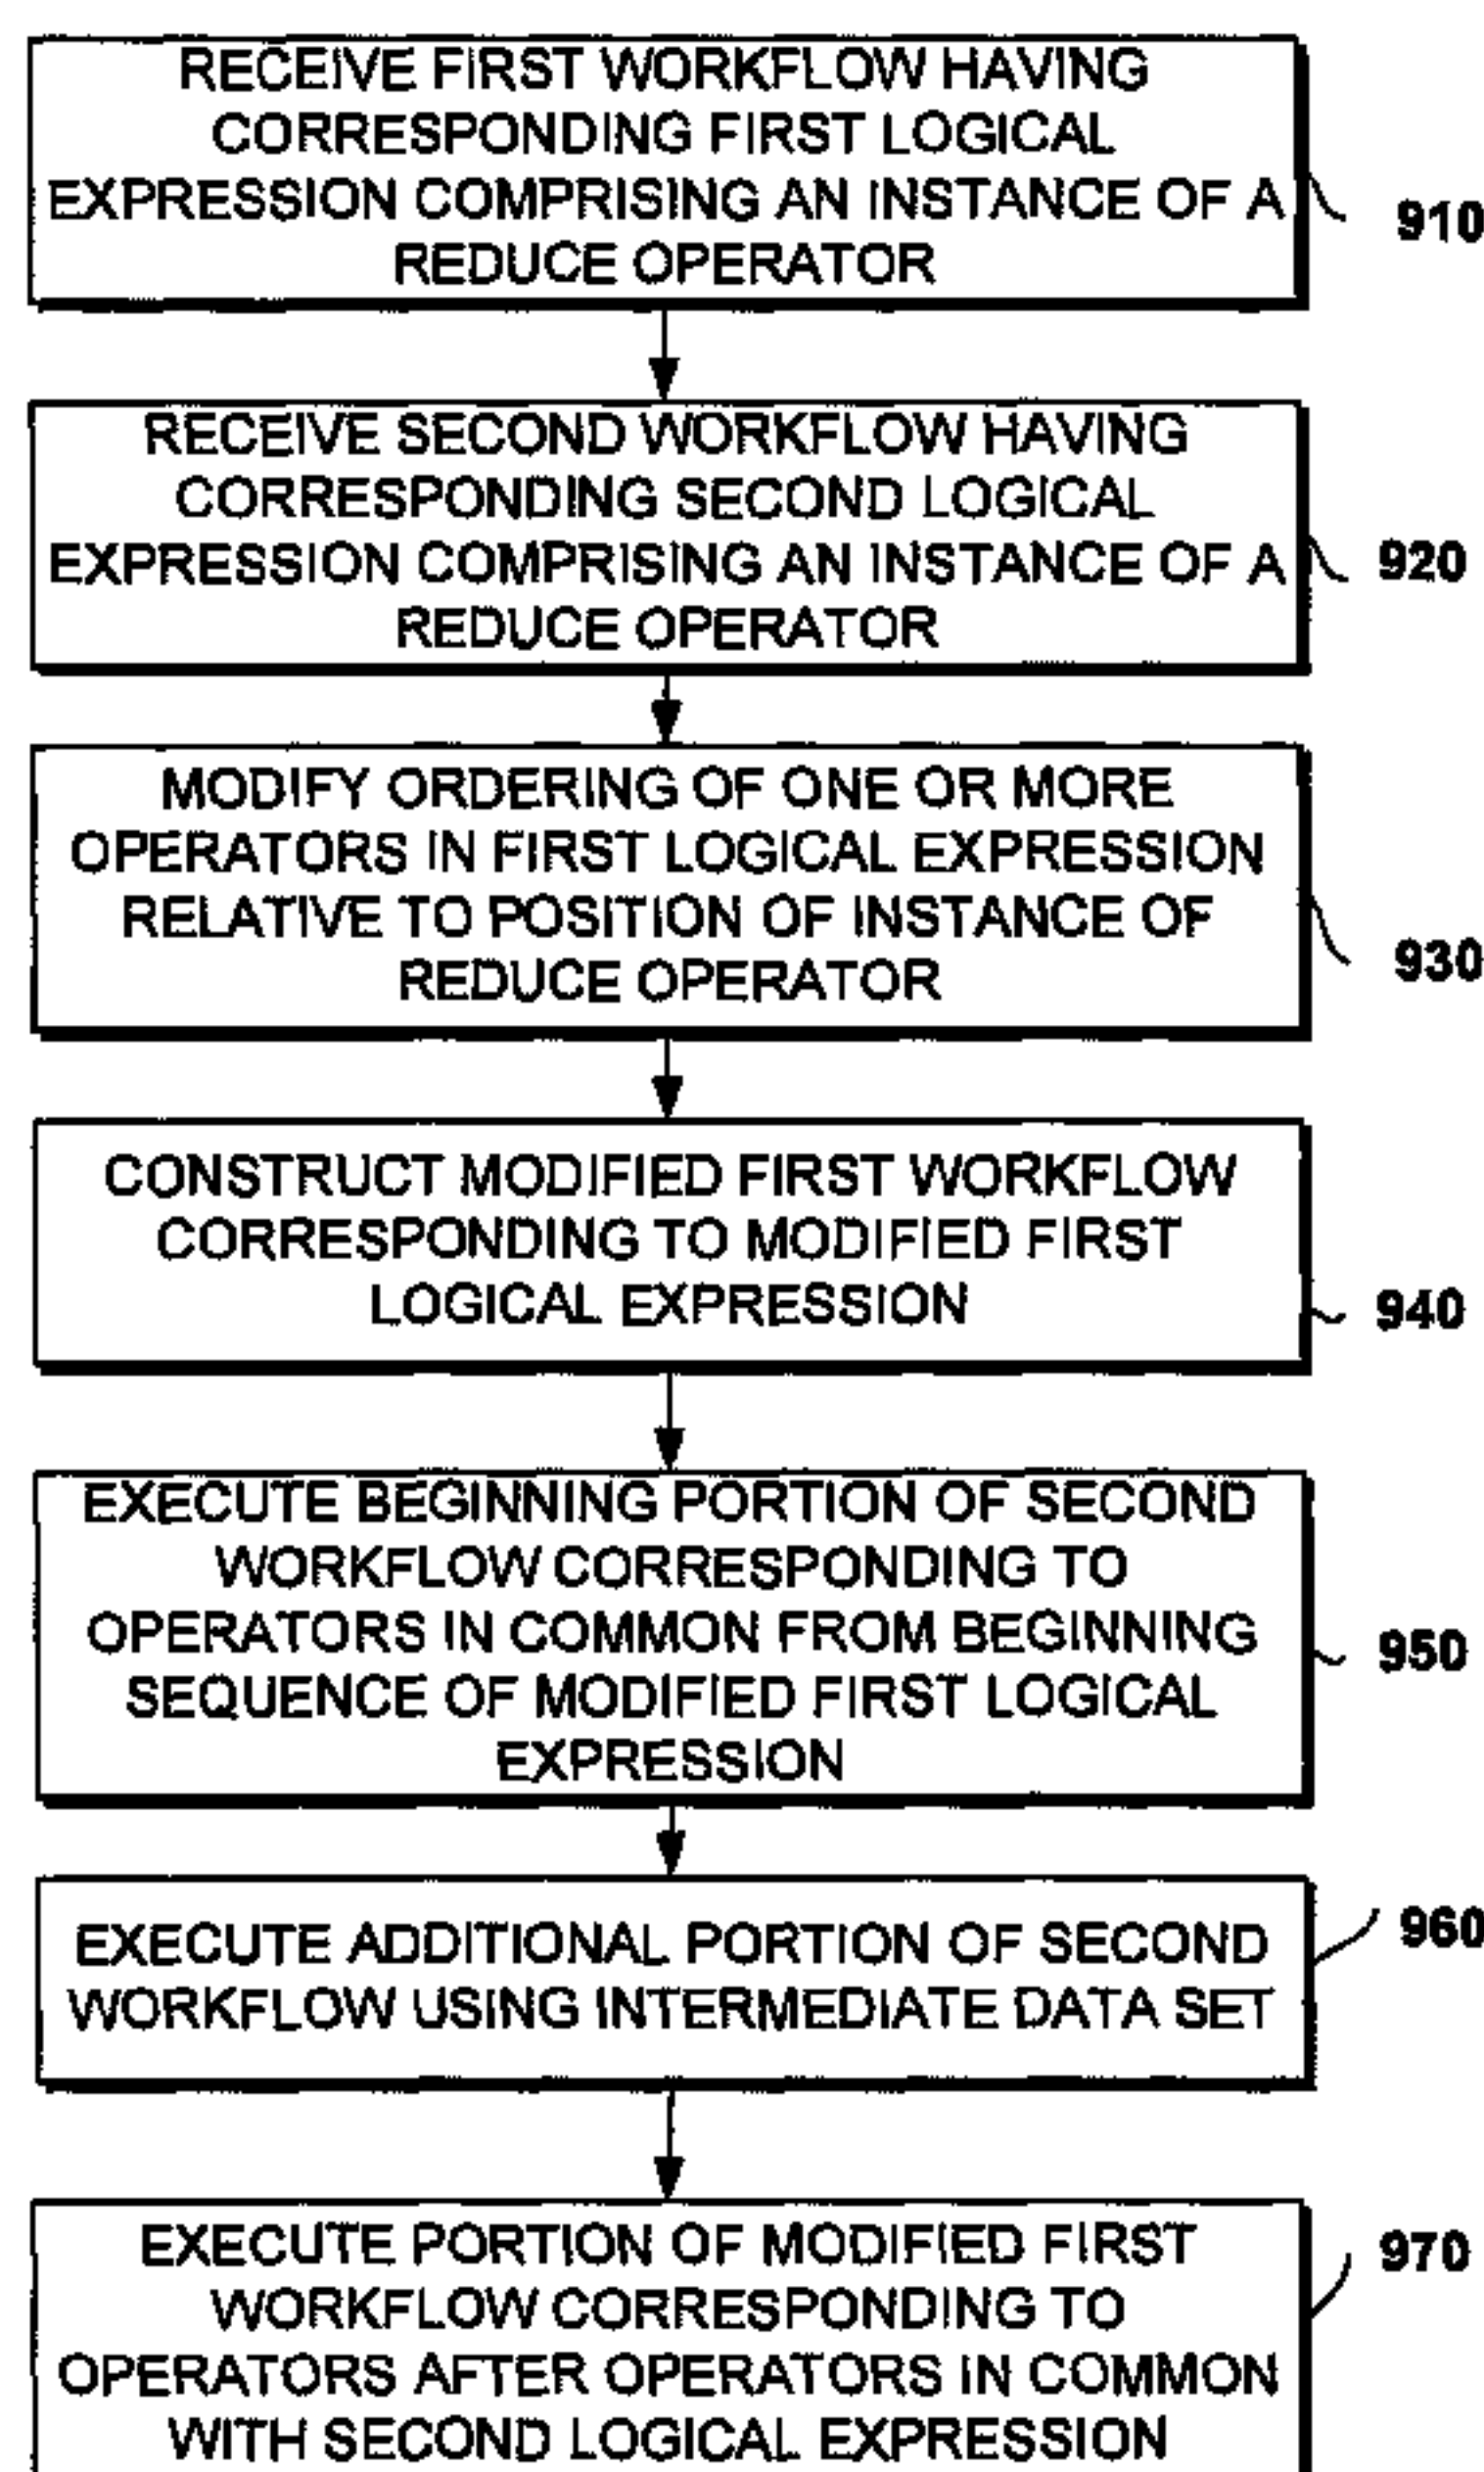 RECEIVE FIRST WORKFLOW HAVING
CORRESPONDING FIRST LOGICAL
EXPRESSION COMPRISING AN INSTANCE OF A
REDUCE OPERATOR
910
RECEIVE SECOND WORKFLOW HAVING
CORRESPONDING SECOND LOGICAL
EXPRESSION COMPRISING AN INSTANCE OF A
REDUCE OPERATOR
920
MODIFY ORDERING OF ONE OR MORE
OPERATORS IN FIRST LOGICAL EXPRESSION
RELATIVE TO POSITION OF INSTANCE OF
REDUCE OPERATOR
930
CONSTRUCT MODIFIED FIRST WORKFLOW
CORRESPONDING TO MODIFIED FIRST
LOGICAL EXPRESSION
940
EXECUTE BEGINNING PORTION OF SECOND
WORKFLOW CORRESPONDING TO
OPERATORS IN COMMON FROM BEGINNING
SEQUENCE OF MODIFIED FIRST LOGICAL
EXPRESSION
950
EXECUTE ADDITIONAL PORTION OF SECOND
WORKFLOW USING INTERMEDIATE DATA SET
960
EXECUTE PORTION OF MODIFIED FIRST
WORKFLOW CORRESPONDING TO
OPERATORS AFTER OPERATORS IN COMMON
WITH SECOND LOGICAL EXPRESSION
970